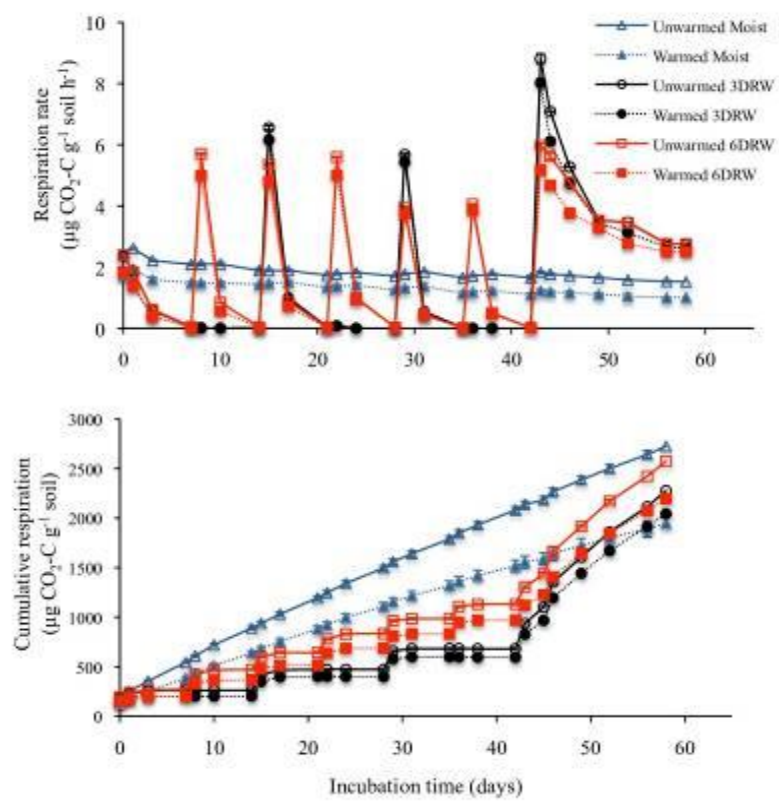 10
8
6
4
2
0
Respiration rate
(µg CO2-C g-1 soil h-1)
Unwarmed Moist
Warmed Moist
Unwarmed 3DRW
Warmed 3DRW
Unwarmed 6DRW
Warmed 6DRW
0 10 20 30 40 50 60
3000
2500
2000
1500
1000
500
0
Cumulative respiration
(µg CO2-C g-1 soil)
0 10 20 30 40 50 60
Incubation time (days)